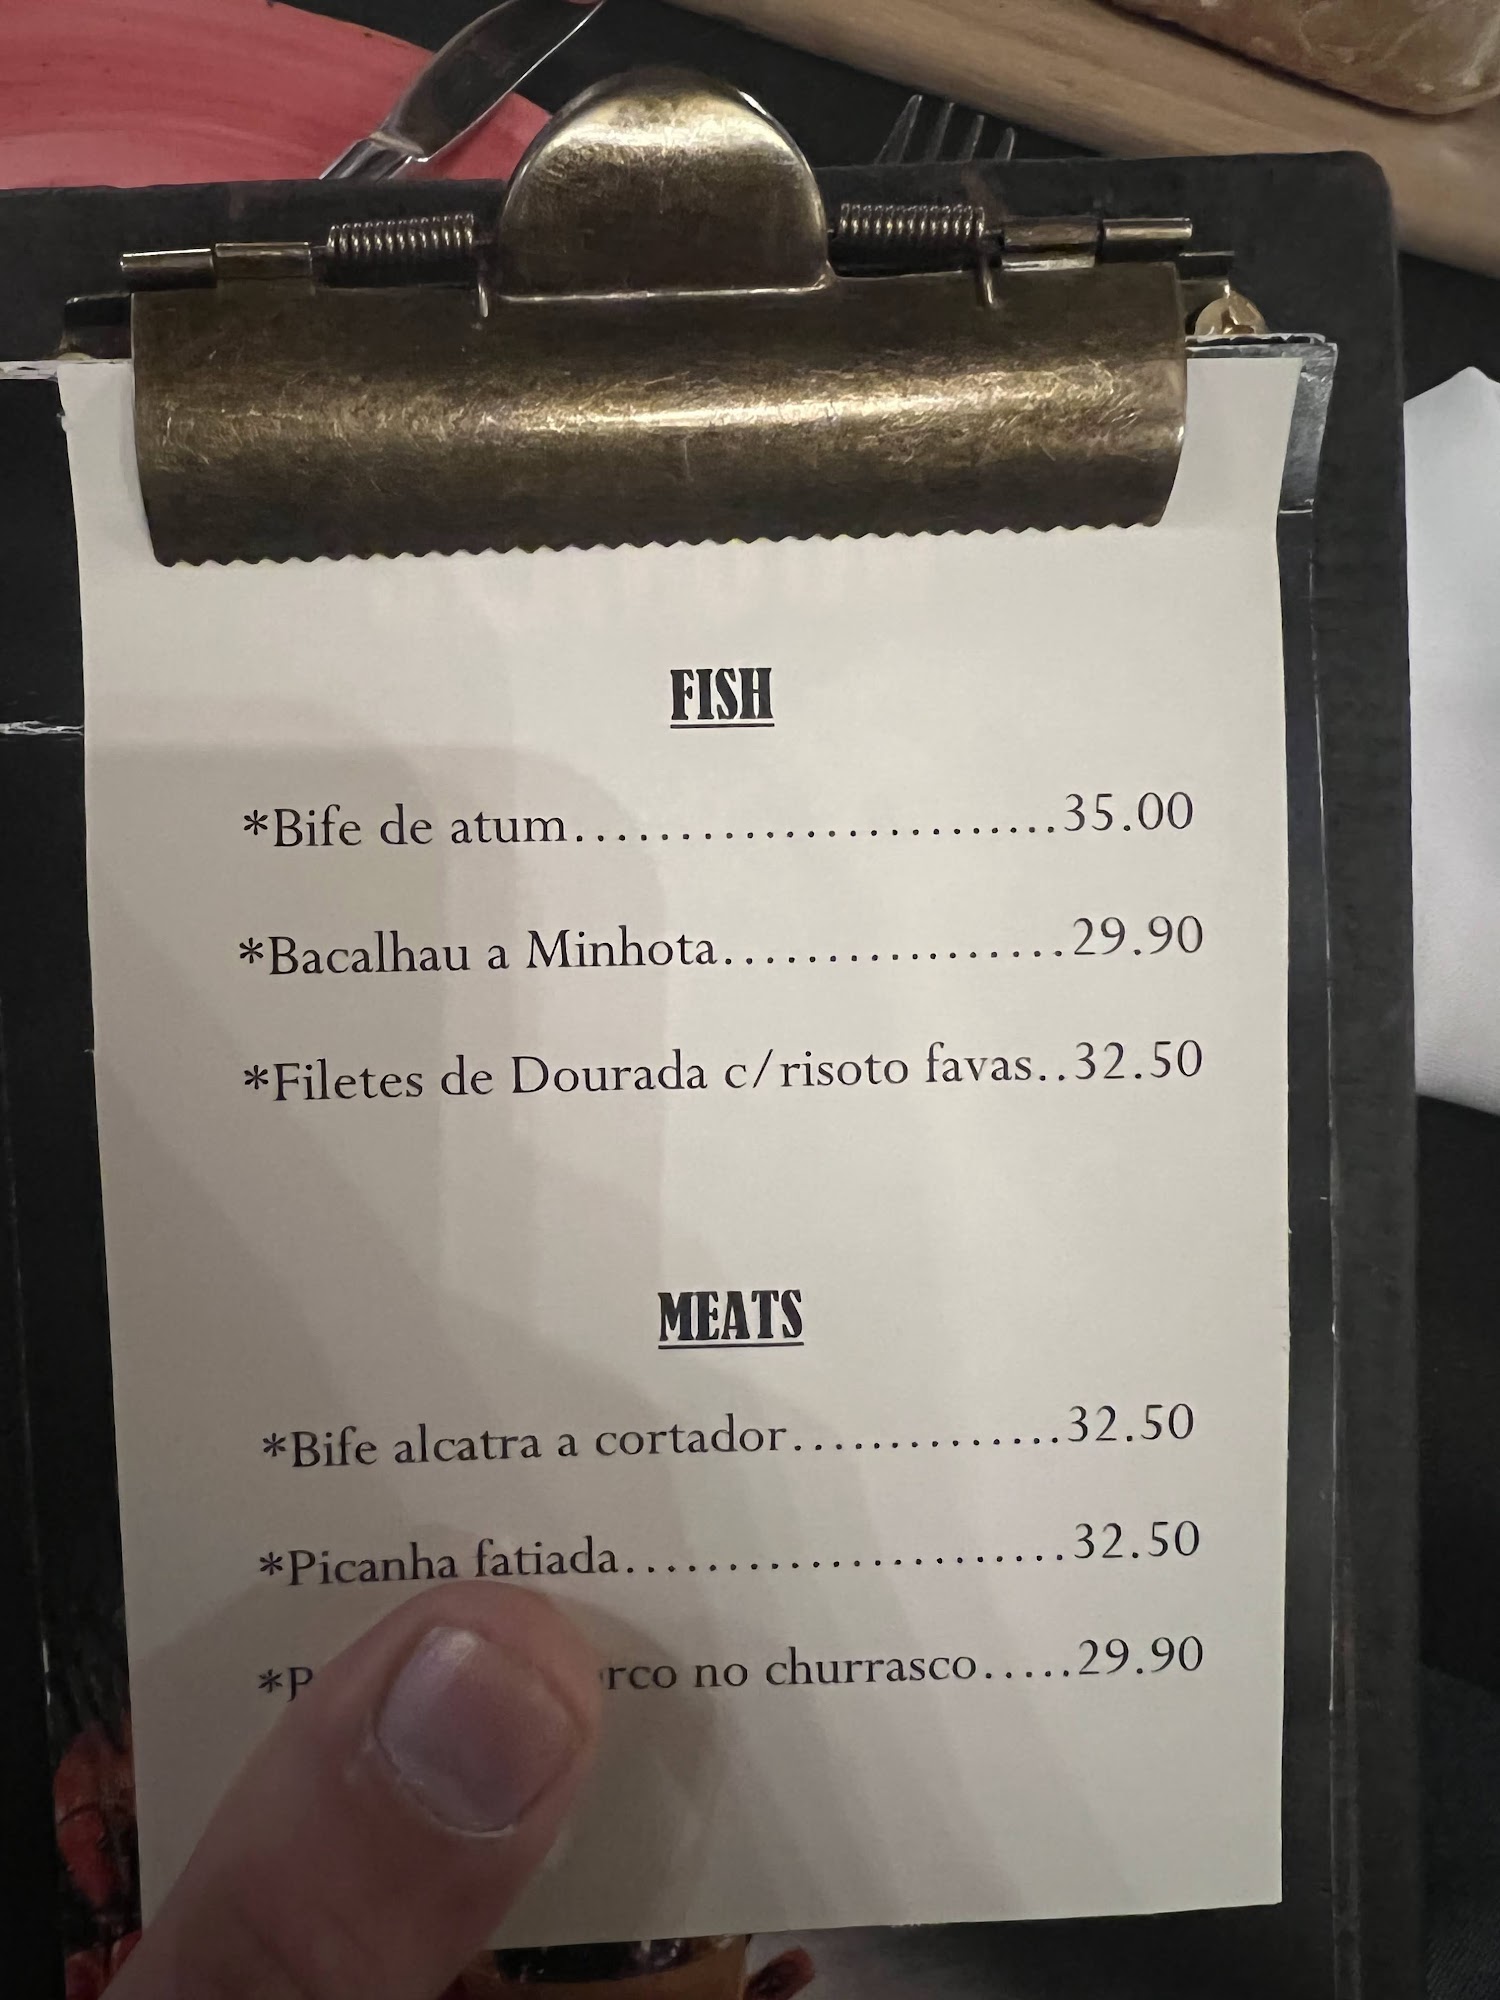 FISH
*Bife de atum........................35.00
*Bacalhau a Minhota.................29.90
*Filetes de Dourada c/risoto favas..32.50
MEATS
*Bife alcatra a cortador..............32.50
*Picanha fatiada......................32.50
no churrasco.....29.90